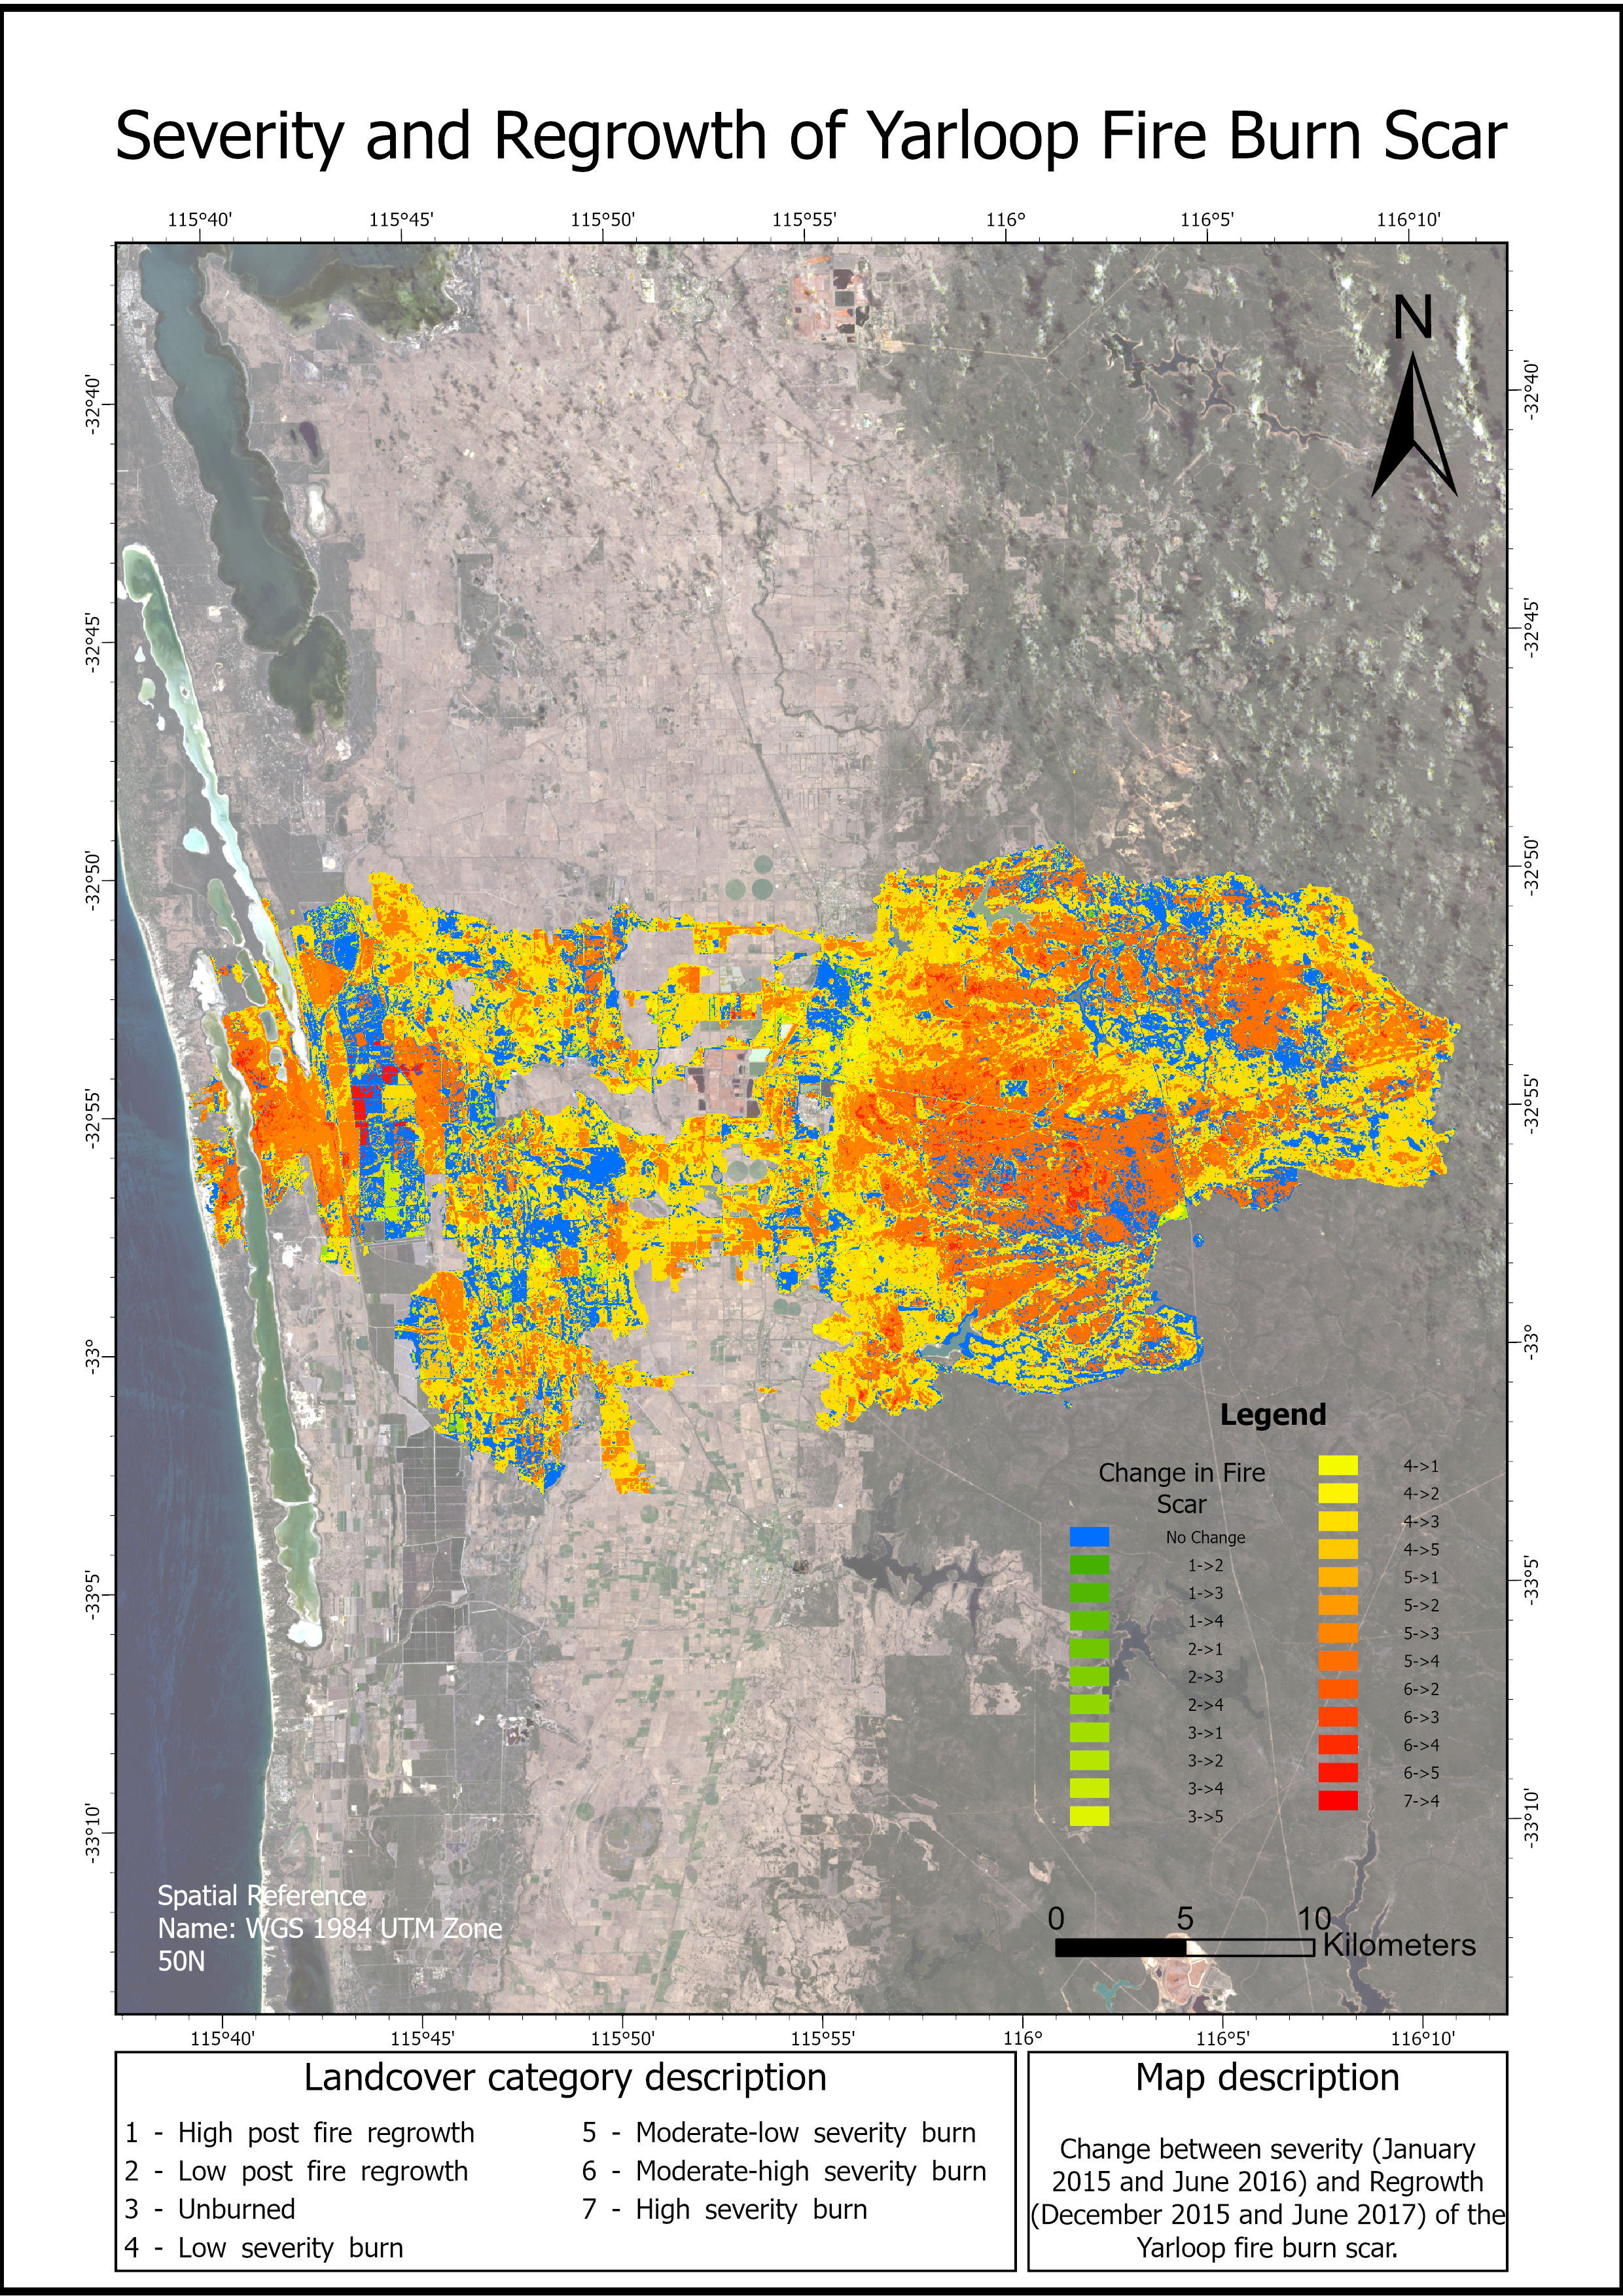 Severity and Regrowth of Yarloop Fire Burn Scar
115°40' 115°45' 115°50' 115°55' 116° 116°5' 116°10'
N
-32°40' -32°40'
-32°45' -32°45'
-32°50' -32°50'
-32°55' -32°55'
-33° -33°
Legend
Change in Fire
Scar
No Change
1->2
1->3
1->4
2->1
2->3
2->4
3->1
3->2
3->4
3->5
4->1
4->2
4->3
4->5
5->1
5->2
5->3
5->4
6->2
6->3
6->4
6->5
7->4
-33°5' -33°5'
-33°10' -33°10'
Spatial Reference
Name: WGS 1984 UTM Zone
50N
0 5 10
Kilometers
115°40' 115°45' 115°50' 115°55' 116° 116°5' 116°10'
Landcover category description
1 - High post fire regrowth
2 - Low post fire regrowth
3 - Unburned
4 - Low severity burn
5 - Moderate-low severity burn
6 - Moderate-high severity burn
7 - High severity burn
Map description
Change between severity (January
2015 and June 2016) and Regrowth
(December 2015 and June 2017) of the
Yarloop fire burn scar.